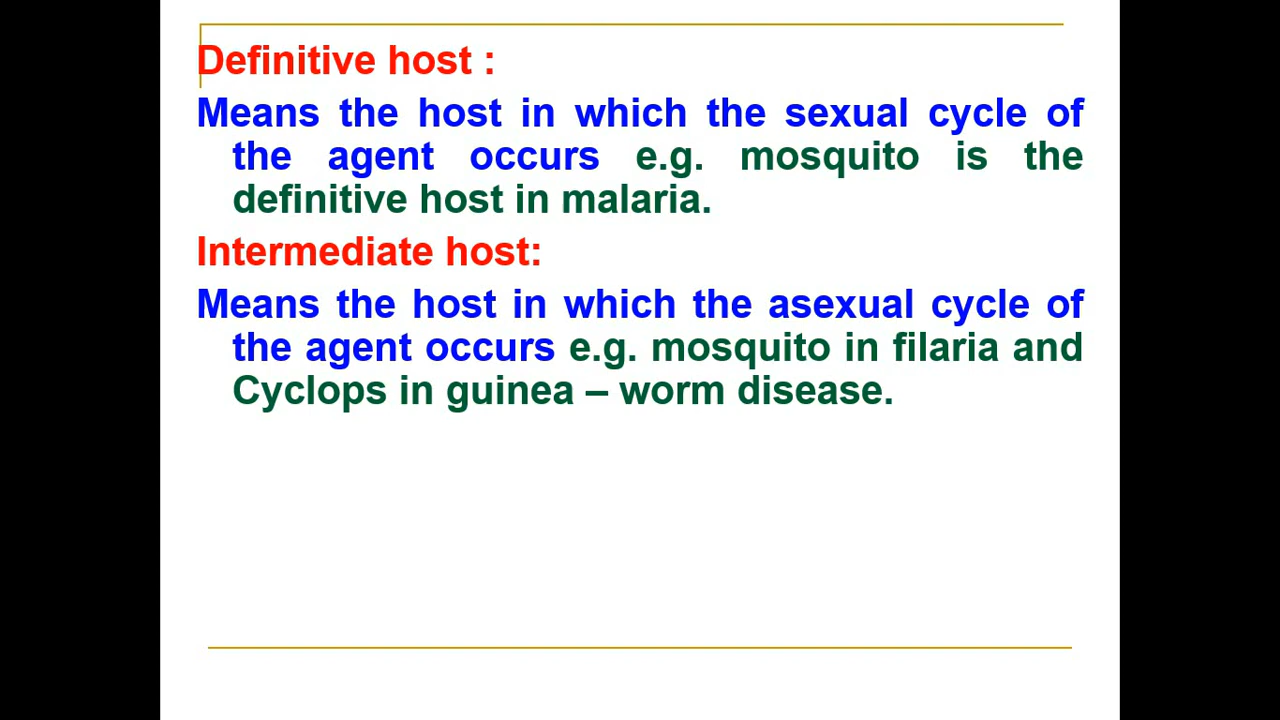 Definitive host :
Means the host in which the sexual cycle of
the agent occurs e.g. mosquito is the
definitive host in malaria.
Intermediate host:
Means the host in which the asexual cycle of
the agent occurs e.g. mosquito in filaria and
Cyclops in guinea – worm disease.